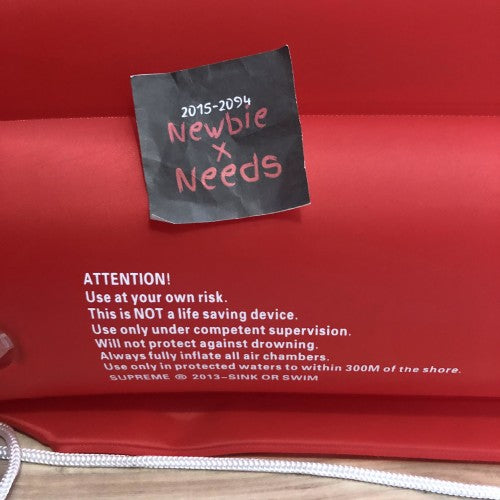 2015-2094
Newbie
x
Needs
ATTENTION!
Use at your own risk.
This is NOT a life saving device.
Use only under competent supervision.
Will not protect against drowning.
Always fully inflate all air chambers.
Use only in protected waters to within 300M of the shore.
SUPREME ® 2013-SINK OR SWIM